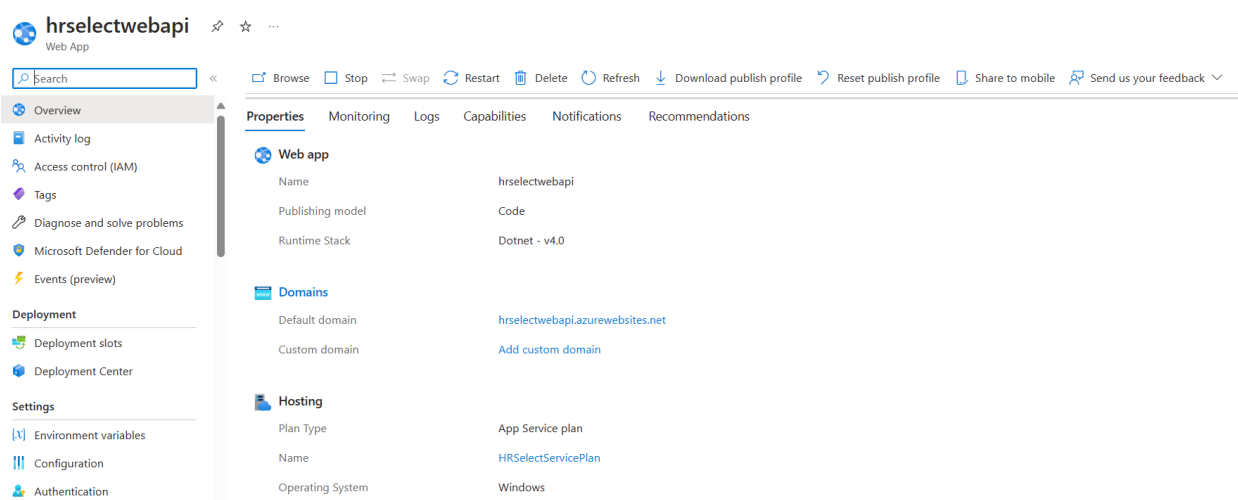 hrselectwebapi
Web App
Search
Browse Stop Swap Restart Delete Refresh Download publish profile Reset publish profile Share to mobile Send us your feedback
Overview
Activity log
Access control (IAM)
Tags
Diagnose and solve problems
Microsoft Defender for Cloud
Events (preview)
Deployment
Deployment slots
Deployment Center
Settings
Environment variables
Configuration
Authentication
Properties Monitoring Logs Capabilities Notifications Recommendations
Web app
Name hrselectwebapi
Publishing model Code
Runtime Stack Dotnet - v4.0
Domains
Default domain hrselectwebapi.azurewebsites.net
Custom domain Add custom domain
Hosting
Plan Type App Service plan
Name HRSelectServicePlan
Operating System Windows